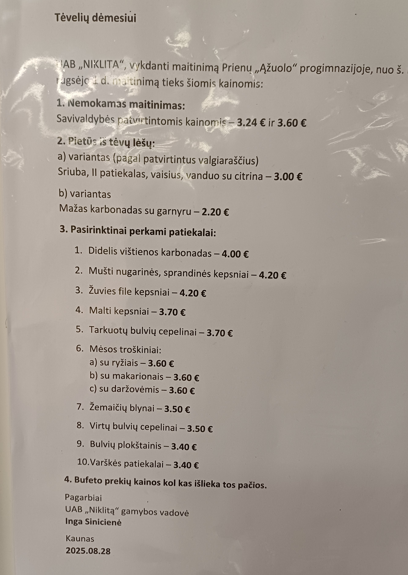 Tėvelių dėmesiui
UAB „NIKLITA“, vykdanti maitinimą Prienų „Ąžuolo“ progimnazijoje, nuo š.
rugsėjo 1 d. maitinimą tieks šiomis kainomis:
1. Nemokamas maitinimas:
Savivaldybės patvirtintomis kainomis – 3.24 € ir 3.60 €
2. Pietūs iš tėvų lėšų:
a) variantas (pagal patvirtintus valgiaraščius)
Sriuba, II patiekalas, vaisius, vanduo su citrina – 3.00 €
b) variantas
Mažas karbonadas su garnyru – 2.20 €
3. Pasirinktinai perkami patiekalai:
1. Didelis vištienos karbonadas – 4.00 €
2. Mušti nugarinės, sprandinės kepsniai – 4.20 €
3. Žuvies file kepsniai – 4.20 €
4. Malti kepsniai – 3.70 €
5. Tarkuotų bulvių cepelinai – 3.70 €
6. Mėsos troškiniai:
a) su ryžiais – 3.60 €
b) su makaronais – 3.60 €
c) su daržovėmis – 3.60 €
7. Žemaičių blynai – 3.50 €
8. Virtų bulvių cepelinai – 3.50 €
9. Bulvių plokštainis – 3.40 €
10.Varškės patiekalai – 3.40 €
4. Bufeto prekių kainos kol kas išlieka tos pačios.
Pagarbiai
UAB „Niklitą“ gamybos vadovė
Inga Sinicienė
Kaunas
2025.08.28